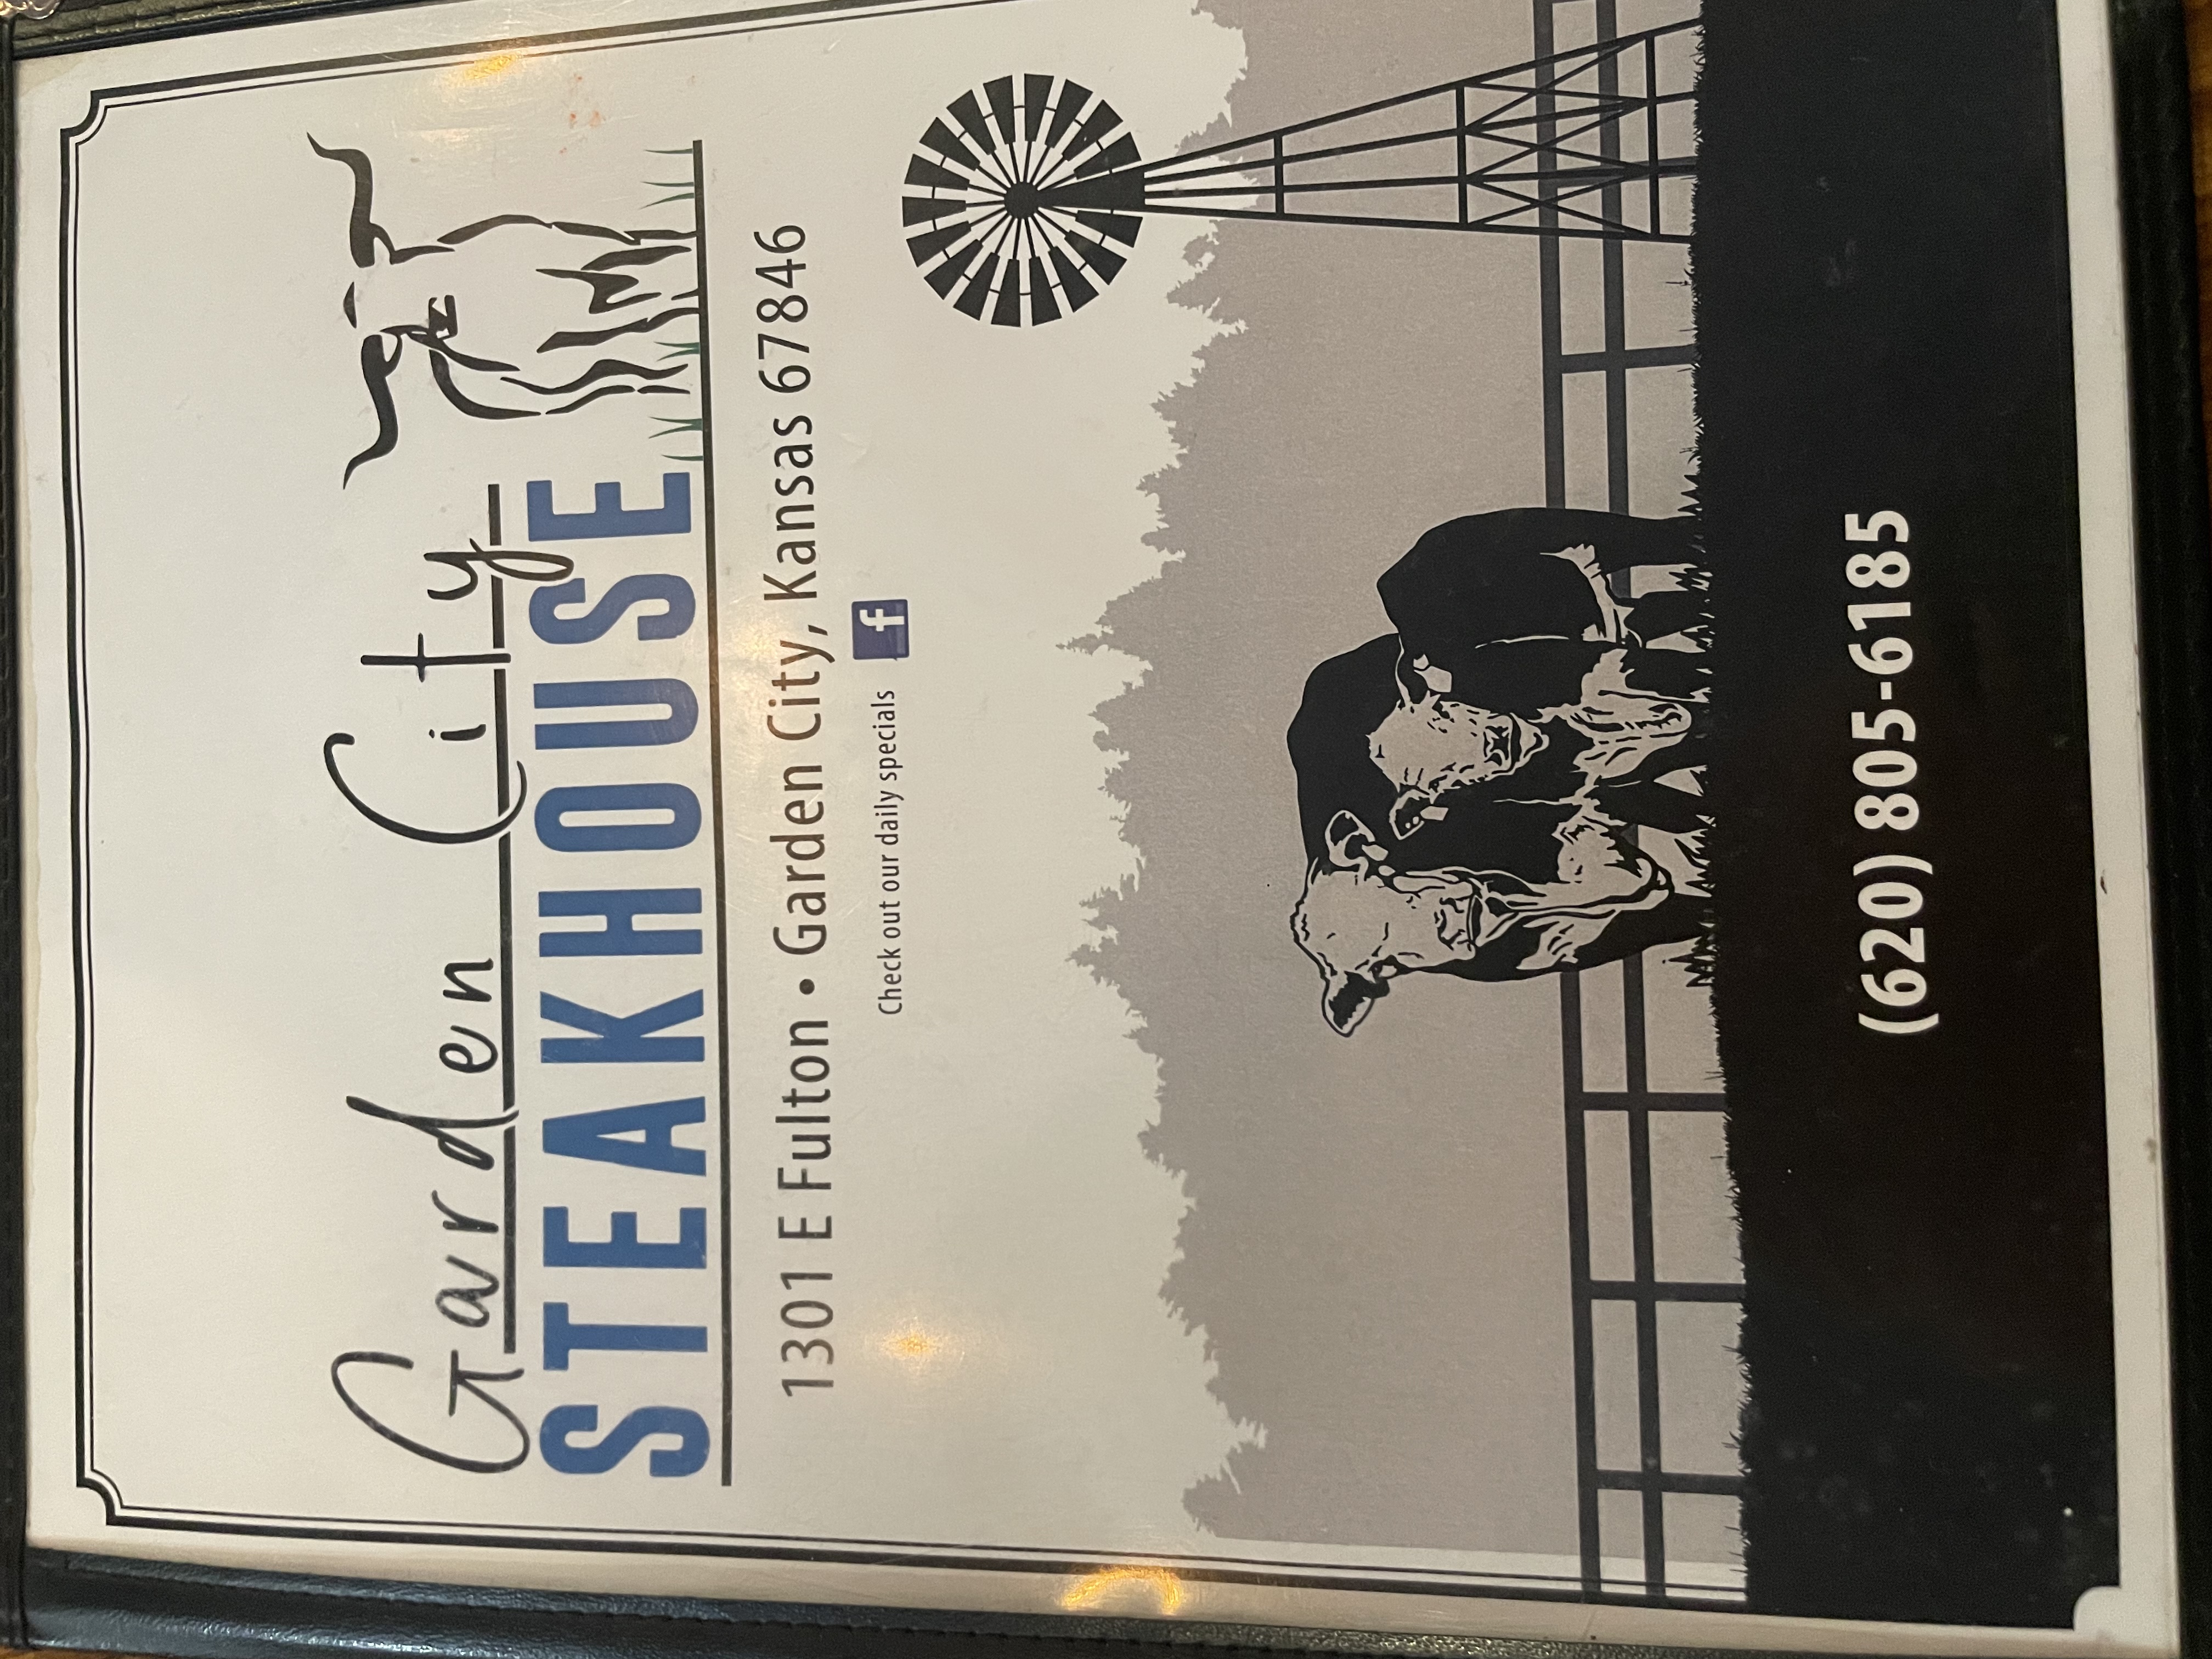 Garden City
STEAKHOUSE
1301 E Fulton • Garden City, Kansas 67846
Check out our daily specials f
(620) 805-6185